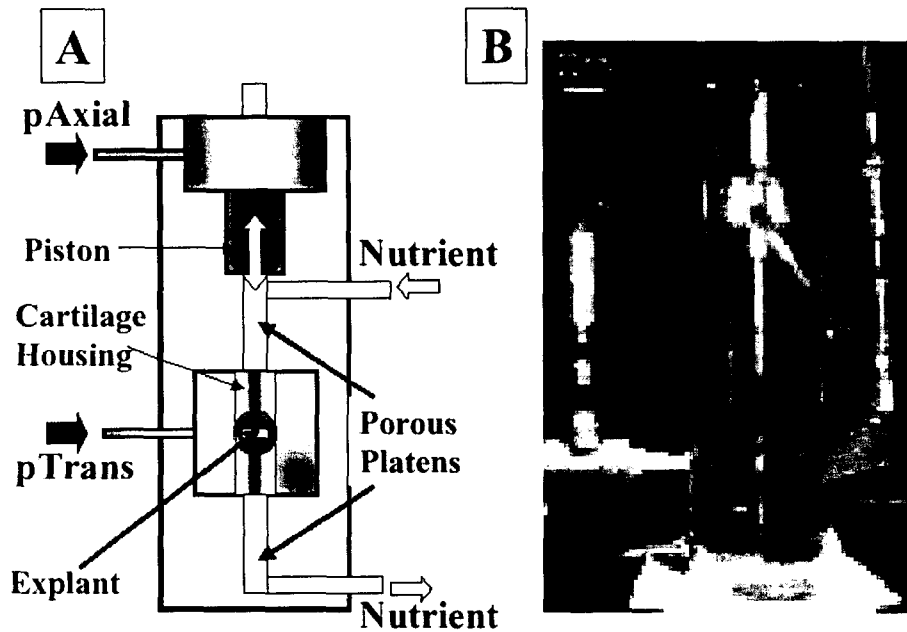 A
B
pAxial
Piston
Nutrient
Cartilage
Housing
pTrans
Porous
Platens
Explant
Nutrient